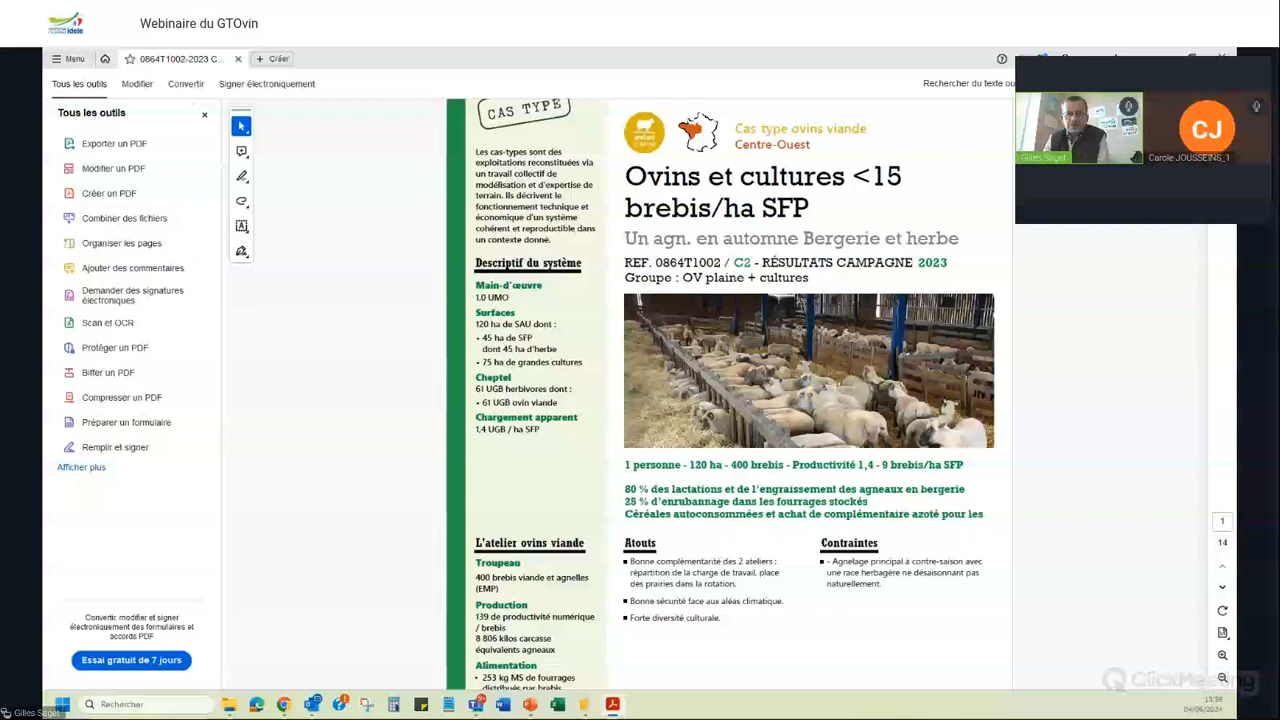 idele
Webinaire du GTOvin
Menu
0864T1002-2023 C...
Créer
Tous les outils
Modifier
Convertir
Signer électroniquement
Rechercher du texte ou
Tous les outils
Exporter un PDF
Modifier un PDF
Créer un PDF
Combiner des fichiers
Organiser les pages
Ajouter des commentaires
Demander des signatures
électroniques
Scan et OCR
Protéger un PDF
Biffer un PDF
Compresser un PDF
Préparer un formulaire
Remplir et signer
Afficher plus
Convertir, modifier et signer
électroniquement des formulaires et
accords PDF
Essai gratuit de 7 jours
CAS TYPE
Les cas-types sont des
exploitations reconstituées via
un travail collectif de
modélisation et d'expertise de
terrain. Ils décrivent le
fonctionnement technique et
économique d'un système
cohérent et reproductible dans
un contexte donné.
Descriptif du système
Main-d'œuvre
1.0 UMO
Surfaces
120 ha de SAU dont :
• 45 ha de SFP
dont 45 ha d'herbe
• 75 ha de grandes cultures
Cheptel
61 UGB herbivores dont :
• 61 UGB ovin viande
Chargement apparent
1,4 UGB / ha SFP
L'atelier ovins viande
Troupeau
400 brebis viande et agnelles
(EMP)
Production
139 de productivité numérique
/ brebis
8 806 kilos carcasse
équivalents agneaux
Alimentation
• 253 kg MS de fourrages
distribués par brebis
Cas type ovins viande
Centre-Ouest
Ovins et cultures <15
brebis/ha SFP
Un agn. en automne Bergerie et herbe
REF. 0864T1002 / C2 - RÉSULTATS CAMPAGNE 2023
Groupe : OV plaine + cultures
1 personne - 120 ha - 400 brebis - Productivité 1,4 - 9 brebis/ha SFP
80 % des lactations et de l'engraissement des agneaux en bergerie
25 % d'enrubannage dans les fourrages stockés
Céréales autoconsommées et achat de complémentaire azoté pour les
Atouts
▪ Bonne complémentarité des 2 ateliers :
répartition de la charge de travail, place
des prairies dans la rotation.
▪ Bonne sécurité face aux aléas climatique.
▪ Forte diversité culturale.
Contraintes
▪ - Agnelage principal à contre-saison avec
une race herbagère ne désaisonnant pas
naturellement.
Gilles Saget
CJ
Carole JOUSSEINS_1
1
14
ClickMeeting
Rechercher
15:59
04/06/2024
Gilles Saget